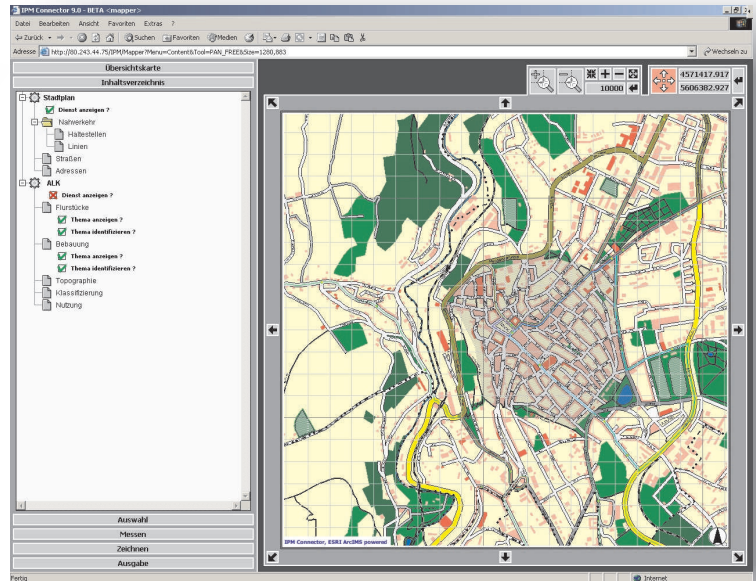 IPM Connector 9.0 - BETA <mapper>
Datei Bearbeiten Ansicht Favoriten Extras ?
Zurück Suchen Favoriten Medien
Adresse http://80.243.44.75/IPM/Mapper?Menu=Content&Tool=PAN_FREE&Size=1280,883 Wechseln zu
Übersichtskarte
Inhaltsverzeichnis
Stadtplan
Dienst anzeigen ?
Nahverkehr
Haltestellen
Linien
Straßen
Adressen
ALK
Dienst anzeigen ?
Flurstücke
Thema anzeigen ?
Thema identifizieren ?
Bebauung
Thema anzeigen ?
Thema identifizieren ?
Topographie
Klassifizierung
Nutzung
Auswahl
Messen
Zeichnen
Ausgabe
10000
4571417.917
5606382.927
IPM Connector, ESRI ArcIMS powered
Fertig
Internet